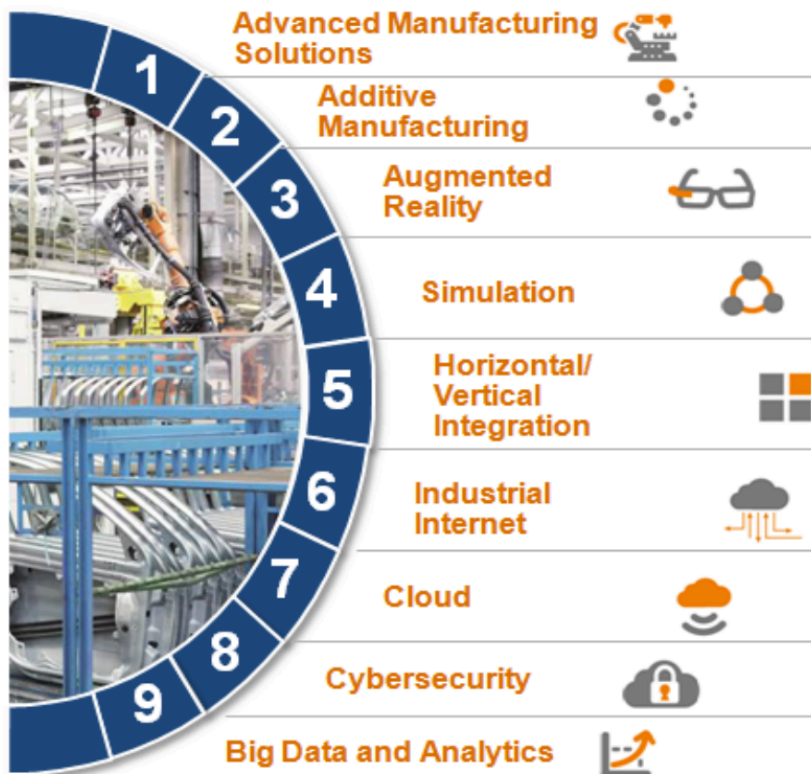 1
Advanced Manufacturing
Solutions
2
Additive
Manufacturing
3
Augmented
Reality
4
Simulation
5
Horizontal/
Vertical
Integration
6
Industrial
Internet
7
Cloud
8
Cybersecurity
9
Big Data and Analytics